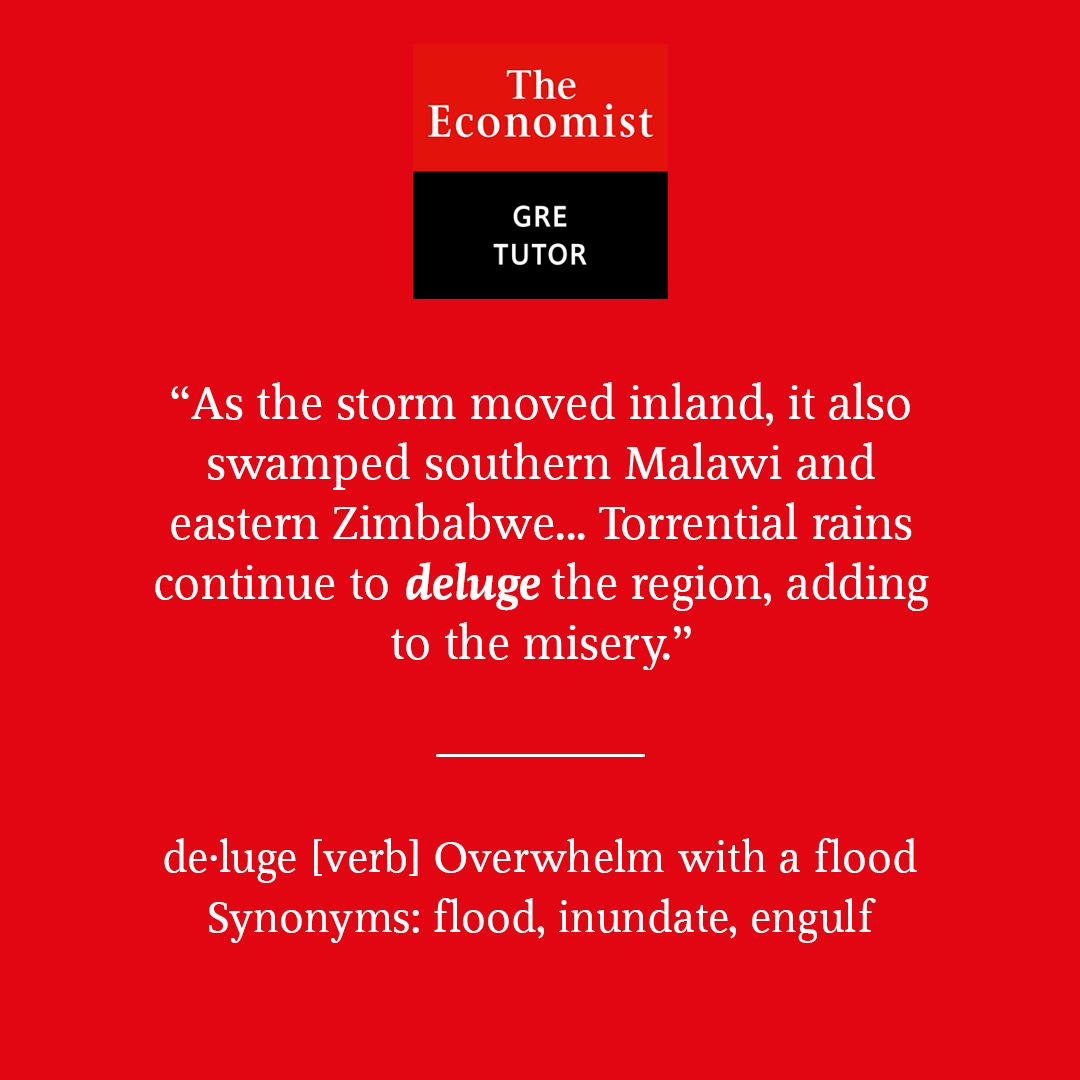 The
Economist
GRE
TUTOR
“As the storm moved inland, it also
swamped southern Malawi and
eastern Zimbabwe... Torrential rains
continue to deluge the region, adding
to the misery.”
de·luge [verb] Overwhelm with a flood
Synonyms: flood, inundate, engulf